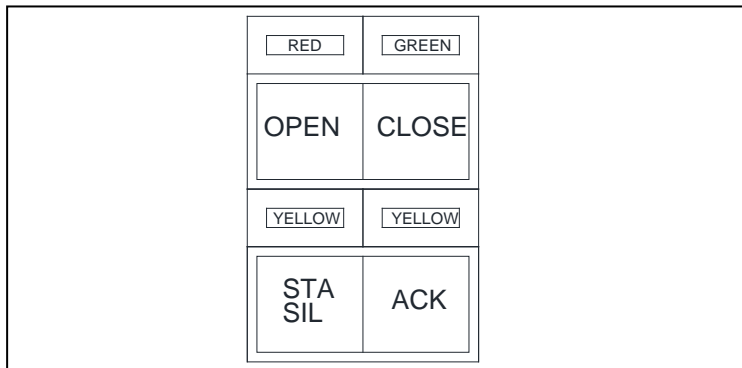 RED GREEN
OPEN CLOSE
YELLOW YELLOW
STA ACK
SIL